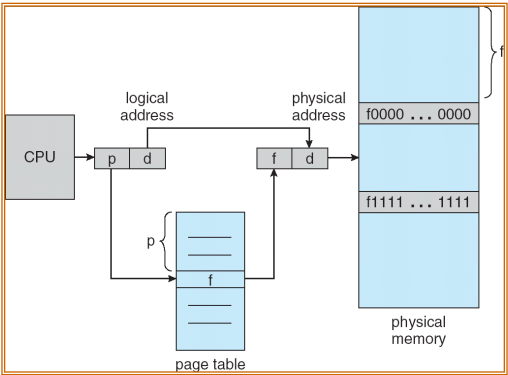 logical
address
physical
address
f
f0000 ... 0000
CPU
p d
f d
f1111 ... 1111
p
f
physical
memory
page table